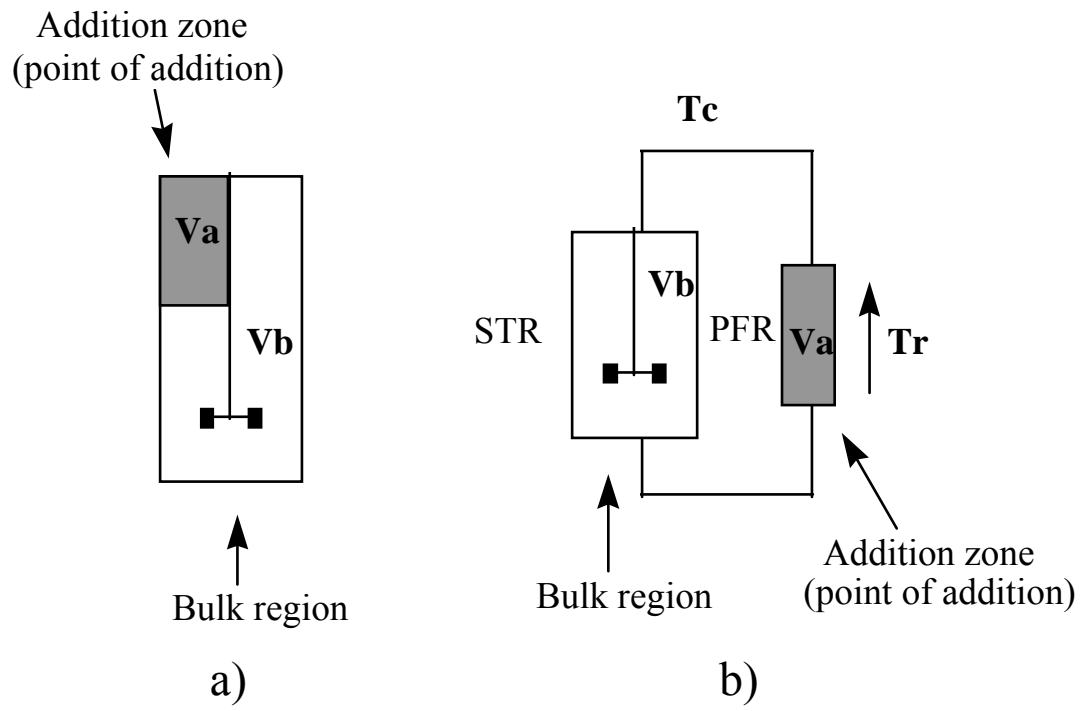 Addition zone
(point of addition)
Va
Vb
Bulk region
a)
Tc
Vb
STR
PFR
Va
Tr
Bulk region
Addition zone
(point of addition)
b)